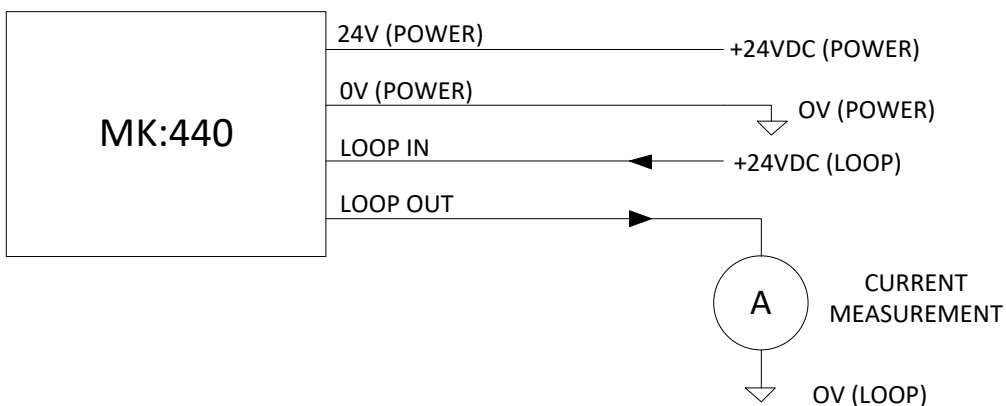 24V (POWER)
+24VDC (POWER)
0V (POWER)
OV (POWER)
MK:440
LOOP IN
+24VDC (LOOP)
LOOP OUT
A
CURRENT
MEASUREMENT
OV (LOOP)